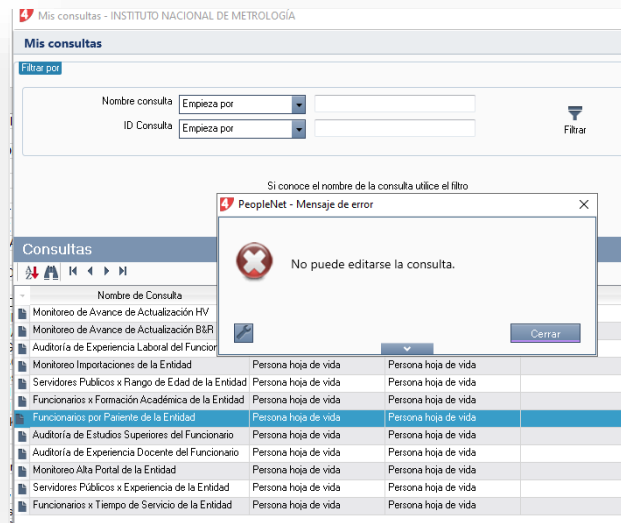 Mis consultas - INSTITUTO NACIONAL DE METROLOGÍA
Mis consultas
Filtrar por
Nombre consulta Empieza por
ID Consulta Empieza por
Filtrar
Si conoce el nombre de la consulta utilice el filtro
PeopleNet - Mensaje de error
No puede editarse la consulta.
Cerrar
Consultas
Nombre de Consulta
Monitoreo de Avance de Actualización HV
Monitoreo de Avance de Actualización B&R
Auditoría de Experiencia Laboral del Funcior
Monitoreo Importaciones de la Entidad Persona hoja de vida Persona hoja de vida
Servidores Publicos x Rango de Edad de la Entidad Persona hoja de vida Persona hoja de vida
Funcionarios x Formación Académica de la Entidad Persona hoja de vida Persona hoja de vida
Funcionarios por Pariente de la Entidad Persona hoja de vida Persona hoja de vida
Auditoría de Estudios Superiores del Funcionario Persona hoja de vida Persona hoja de vida
Auditoría de Experiencia Docente del Funcionario Persona hoja de vida Persona hoja de vida
Monitoreo Alta Portal de la Entidad Persona hoja de vida Persona hoja de vida
Servidores Públicos x Experiencia de la Entidad Persona hoja de vida Persona hoja de vida
Funcionarios x Tiempo de Servicio de la Entidad Persona hoja de vida Persona hoja de vida